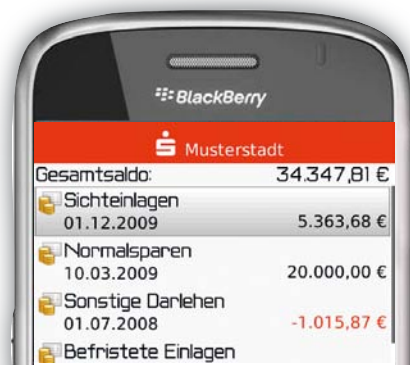 BlackBerry
Musterstadt
Gesamtsaldo: 34.347,81 €
Sichteinlagen
01.12.2009 5.363,68 €
Normalsparen
10.03.2009 20.000,00 €
Sonstige Darlehen
01.07.2008 -1.015,87 €
Befristete Einlagen